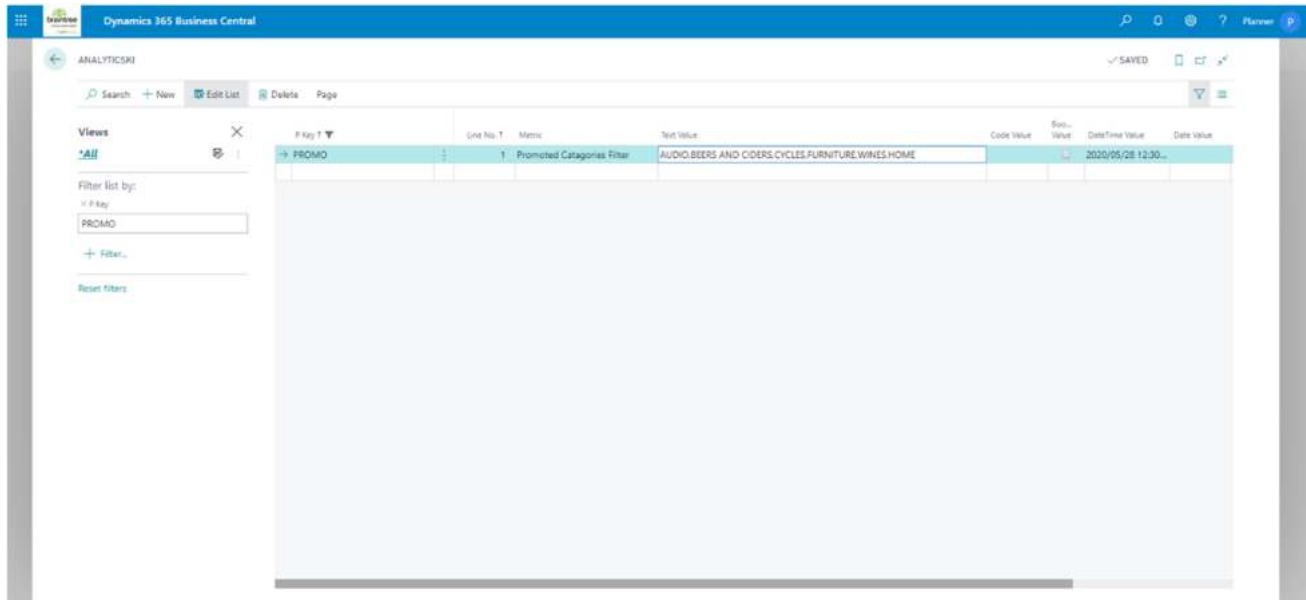 braintree Dynamics 365 Business Central ? Planner P
ANALYTICSKI ✓ SAVED
Search + New Edit List Delete Page
Views
*All
Filter list by:
× P Key
PROMO
+ Filter...
Reset filters
P Key ↑ Line No. ↑ Metric Text Value Code Value Boo... Value DateTime Value Date Value
→ PROMO 1 Promoted Catagories Filter AUDIO,BEERS AND CIDERS,CYCLES,FURNITURE,WINES,HOME 2020/05/28 12:30...